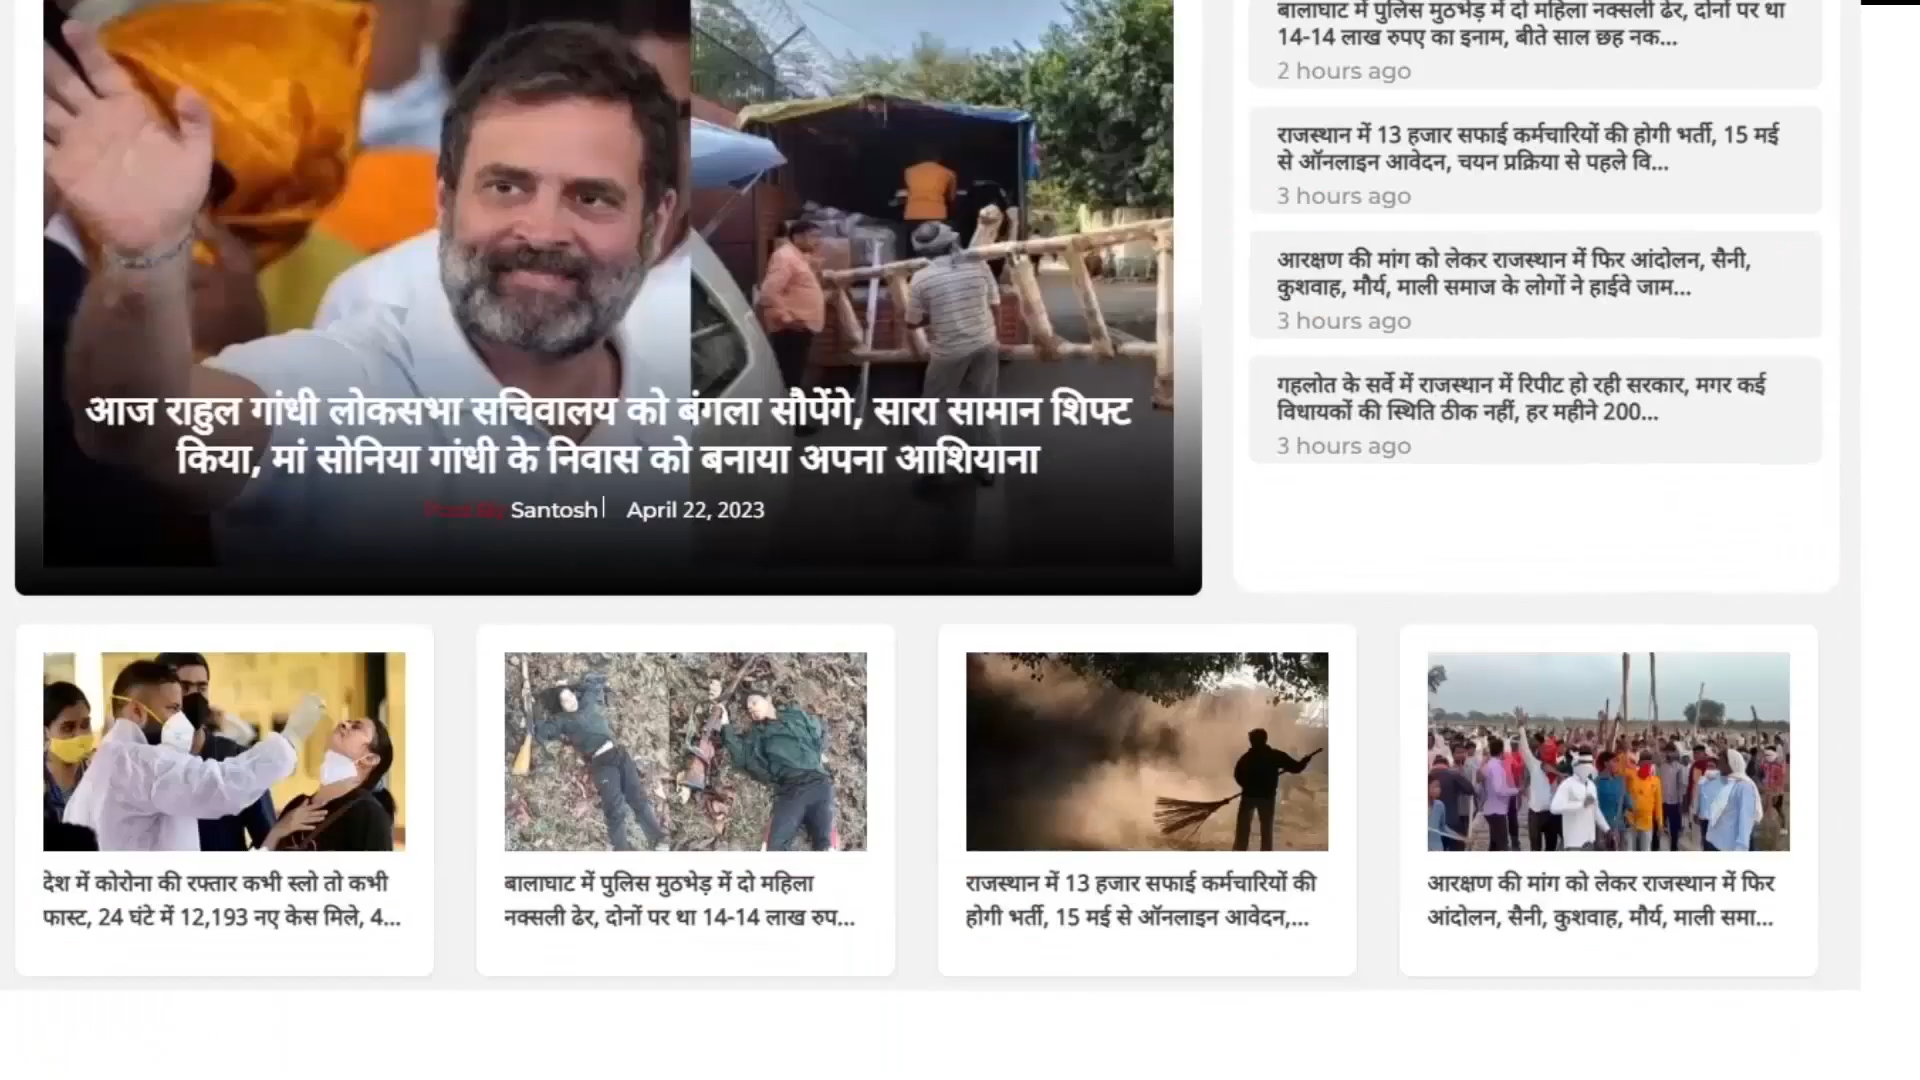 आज राहुल गांधी लोकसभा सचिवालय को बंगला सौपेंगे, सारा सामान शिफ्ट
किया, मां सोनिया गांधी के निवास को बनाया अपना आशियाना
Post By Santosh | April 22, 2023
बालाघाट में पुलिस मुठभेड़ में दो महिला नक्सली ढेर, दोनों पर था
14-14 लाख रुपए का इनाम, बीते साल छह नक...
2 hours ago
राजस्थान में 13 हजार सफाई कर्मचारियों की होगी भर्ती, 15 मई
से ऑनलाइन आवेदन, चयन प्रक्रिया से पहले वि...
3 hours ago
आरक्षण की मांग को लेकर राजस्थान में फिर आंदोलन, सैनी,
कुशवाह, मौर्य, माली समाज के लोगों ने हाईवे जाम...
3 hours ago
गहलोत के सर्वे में राजस्थान में रिपीट हो रही सरकार, मगर कई
विधायकों की स्थिति ठीक नहीं, हर महीने 200...
3 hours ago
देश में कोरोना की रफ्तार कभी स्लो तो कभी
फास्ट, 24 घंटे में 12,193 नए केस मिले, 4...
बालाघाट में पुलिस मुठभेड़ में दो महिला
नक्सली ढेर, दोनों पर था 14-14 लाख रुप...
राजस्थान में 13 हजार सफाई कर्मचारियों की
होगी भर्ती, 15 मई से ऑनलाइन आवेदन,...
आरक्षण की मांग को लेकर राजस्थान में फिर
आंदोलन, सैनी, कुशवाह, मौर्य, माली समा...